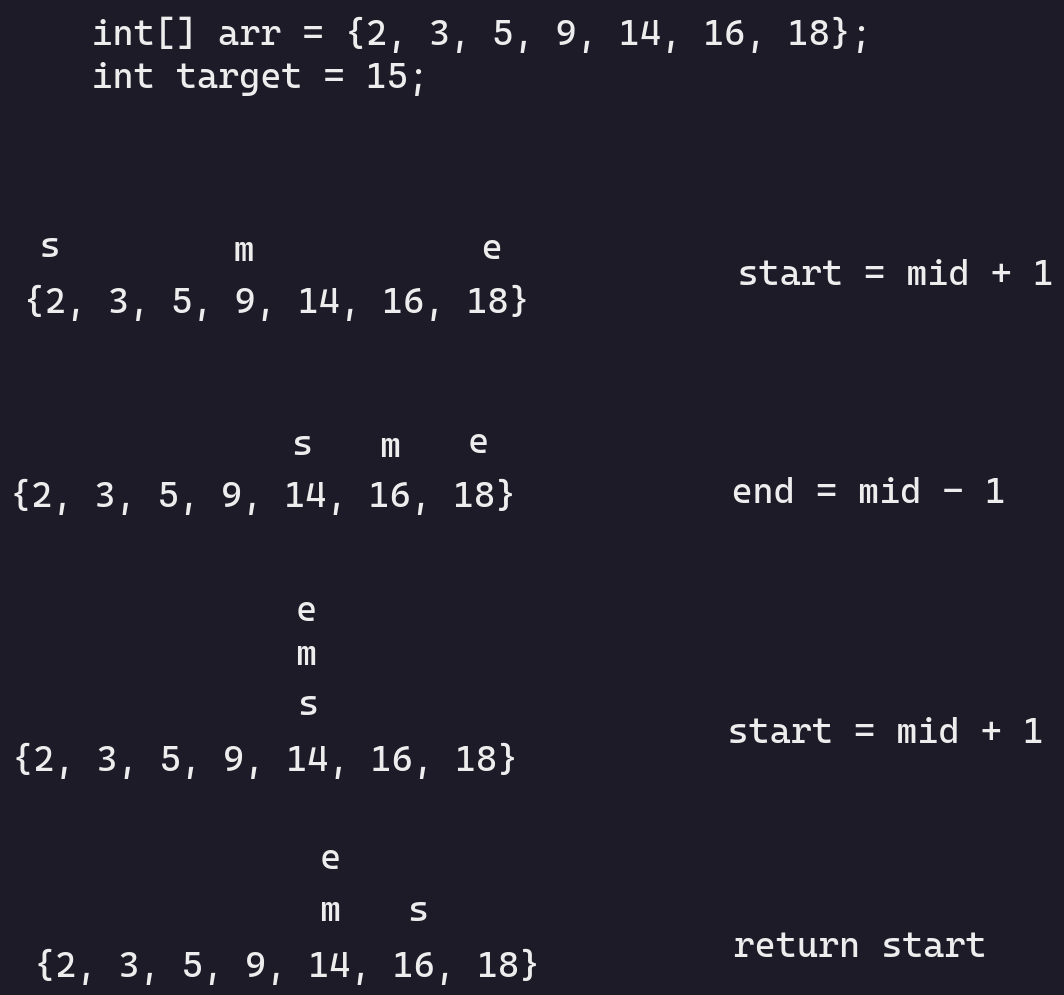 int[] arr = {2, 3, 5, 9, 14, 16, 18};
int target = 15;
s m e
{2, 3, 5, 9, 14, 16, 18}
start = mid + 1
s m e
{2, 3, 5, 9, 14, 16, 18}
end = mid - 1
e
m
s
{2, 3, 5, 9, 14, 16, 18}
start = mid + 1
e
m s
{2, 3, 5, 9, 14, 16, 18}
return start